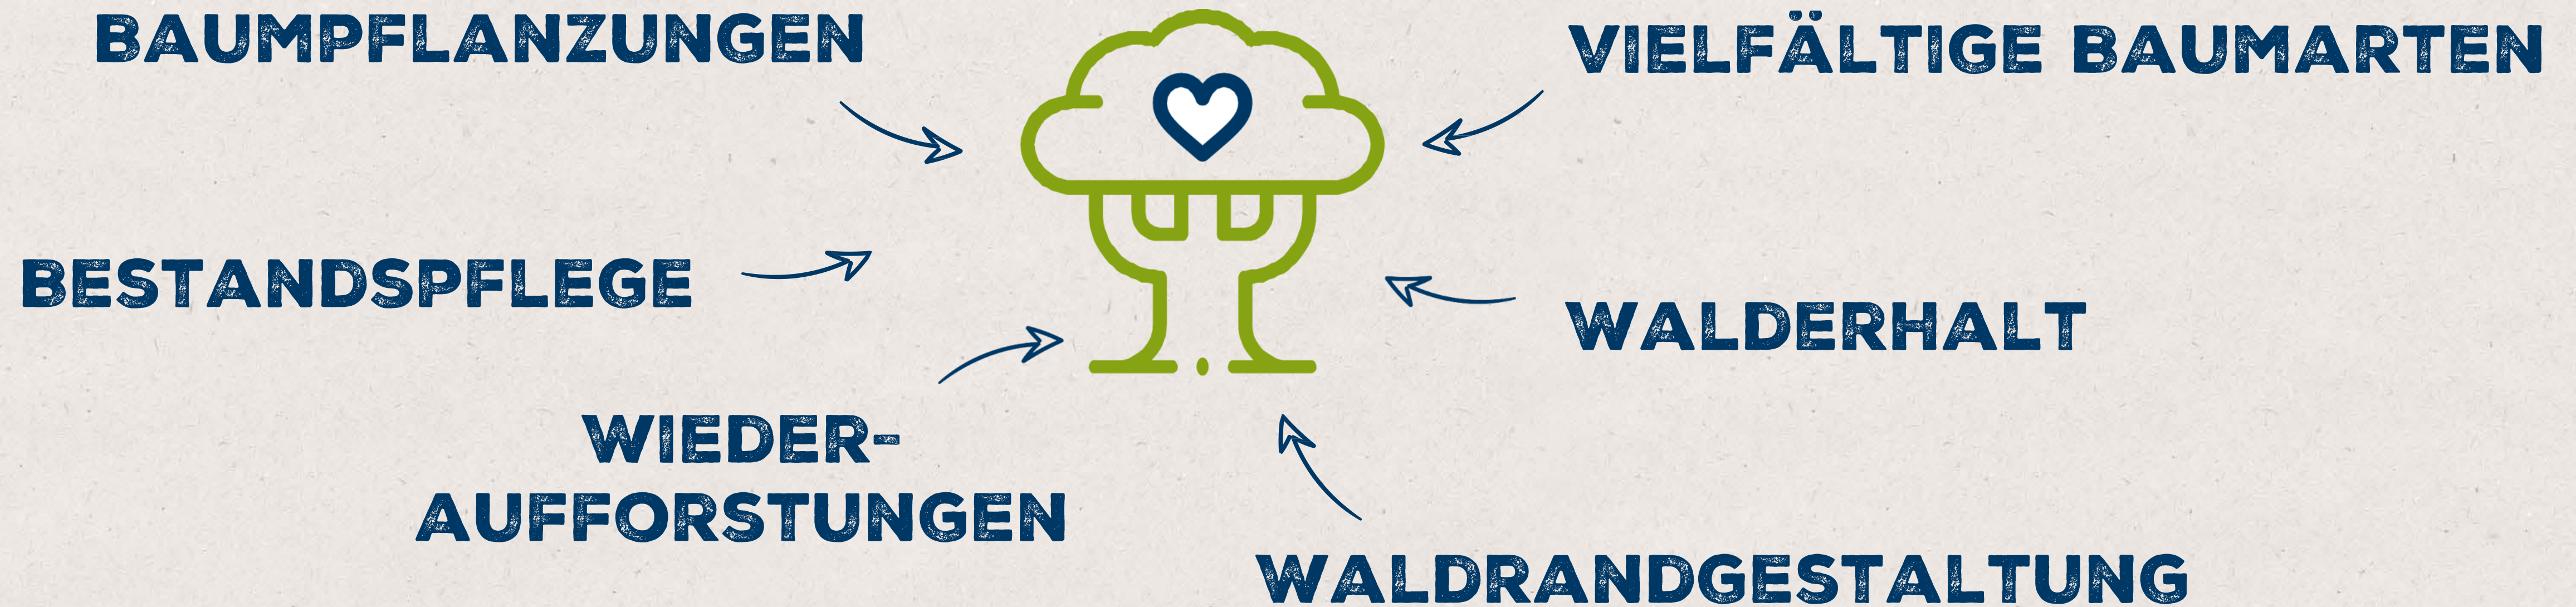 BAUMPFLANZUNGEN
VIELFÄLTIGE BAUMARTEN
BESTANDSPFLEGE
WALDERHALT
WIEDER-
AUFFORSTUNGEN
WALDRANDGESTALTUNG